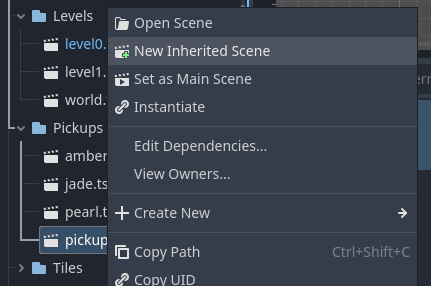 Levels
Open Scene
New Inherited Scene
level0.
Set as Main Scene
level1.
world.
Instantiate
Pickups
Edit Dependencies...
amber
View Owners...
jade.ts
pearl.t
Create New
pickup
Copy Path Ctrl+Shift+C
Tiles
Copy UID